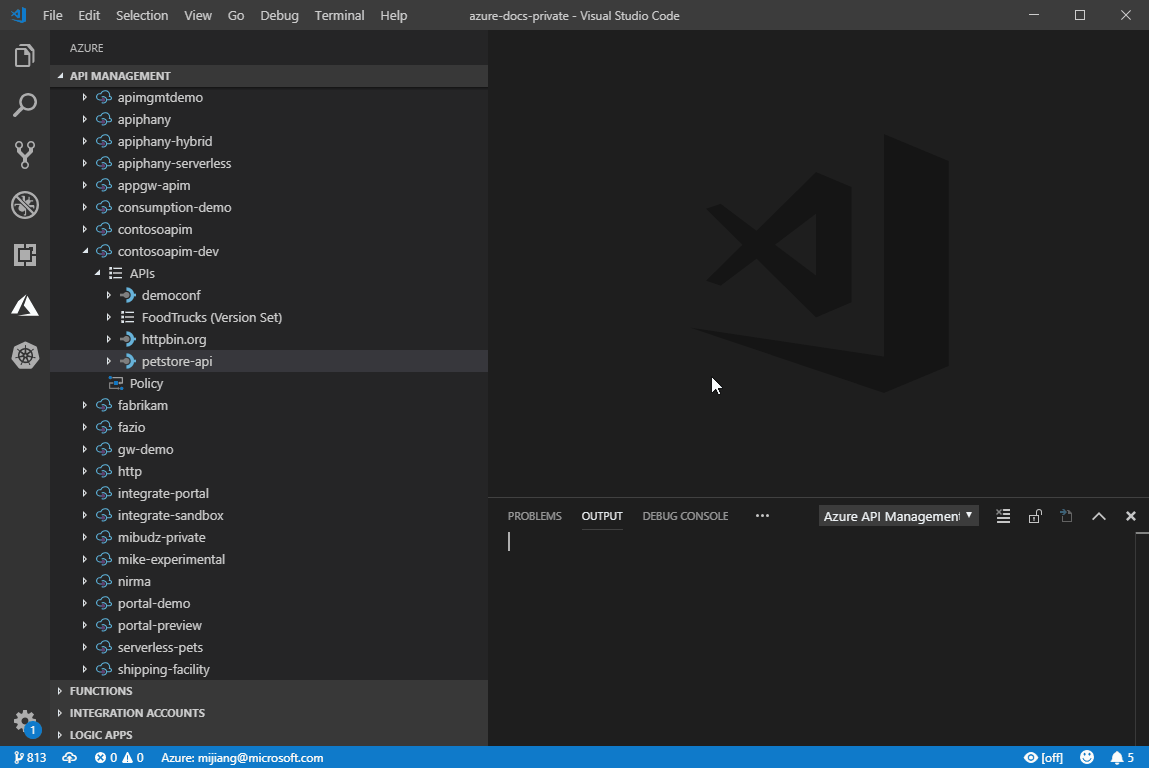 File Edit Selection View Go Debug Terminal Help azure-docs-private - Visual Studio Code
AZURE
API MANAGEMENT
apimgmtdemo
apiphany
apiphany-hybrid
apiphany-serverless
appgw-apim
consumption-demo
contosoapim
contosoapim-dev
APIs
democonf
FoodTrucks (Version Set)
httpbin.org
petstore-api
Policy
fabrikam
fazio
gw-demo
http
integrate-portal
integrate-sandbox
mibudz-private
mike-experimental
nirma
portal-demo
portal-preview
serverless-pets
shipping-facility
FUNCTIONS
INTEGRATION ACCOUNTS
LOGIC APPS
PROBLEMS OUTPUT DEBUG CONSOLE ••• Azure API Management
1
813 0 0 Azure: mijiang@microsoft.com [off] 5